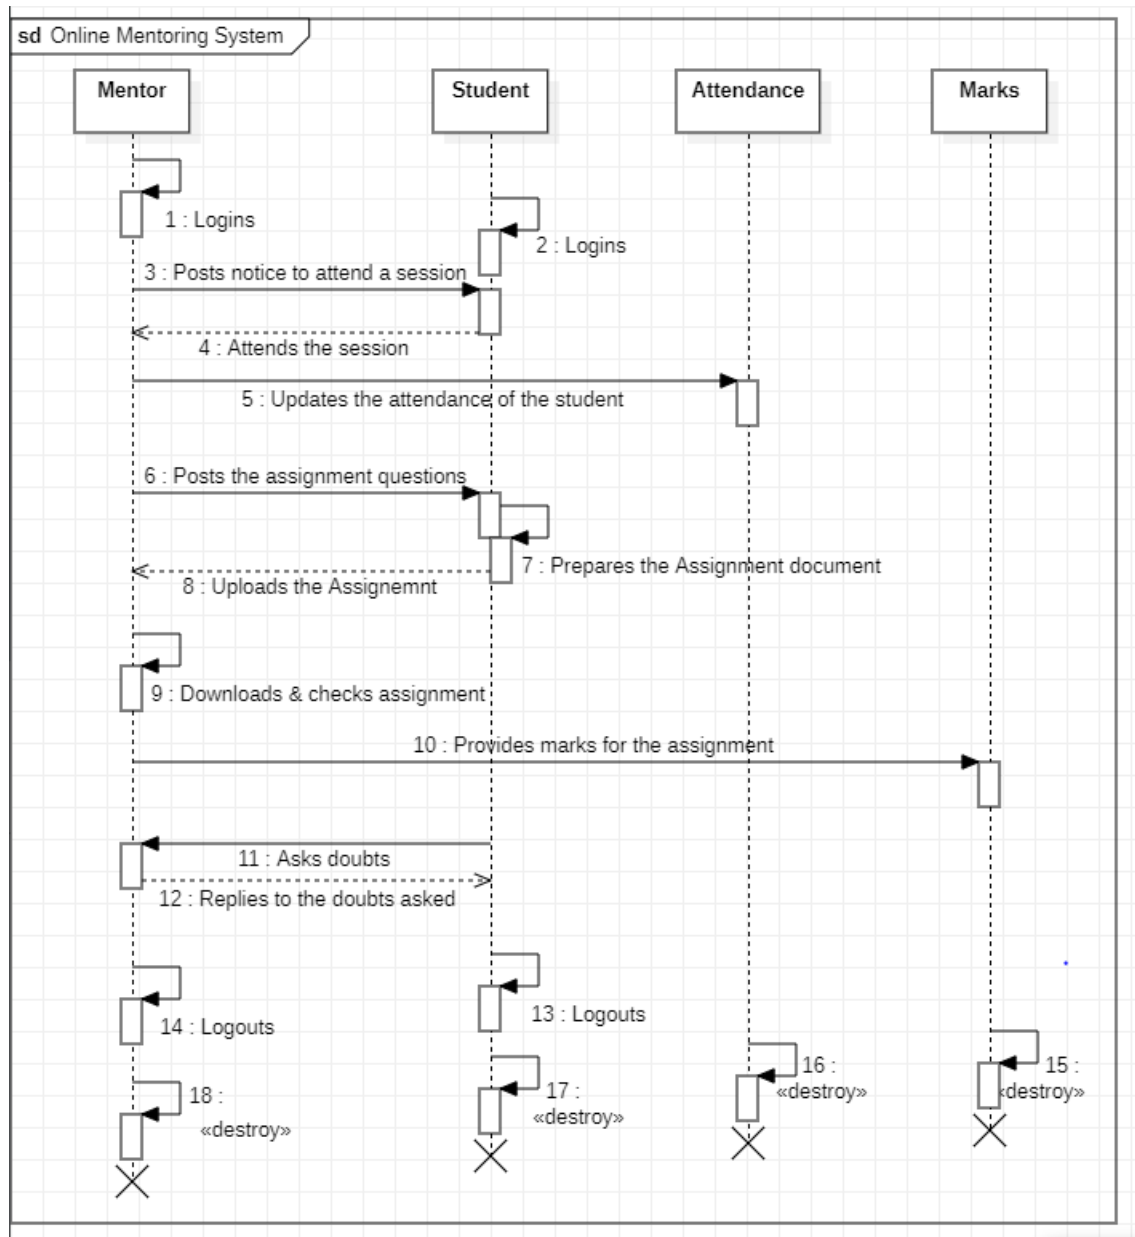 sd Online Mentoring System
Mentor
Student
Attendance
Marks
1 : Logins
2 : Logins
3 : Posts notice to attend a session
4 : Attends the session
5 : Updates the attendance of the student
6 : Posts the assignment questions
7 : Prepares the Assignment document
8 : Uploads the Assignemnt
9 : Downloads & checks assignment
10 : Provides marks for the assignment
11 : Asks doubts
12 : Replies to the doubts asked
13 : Logouts
14 : Logouts
15 :
«destroy»
16 :
«destroy»
17 :
«destroy»
18 :
«destroy»